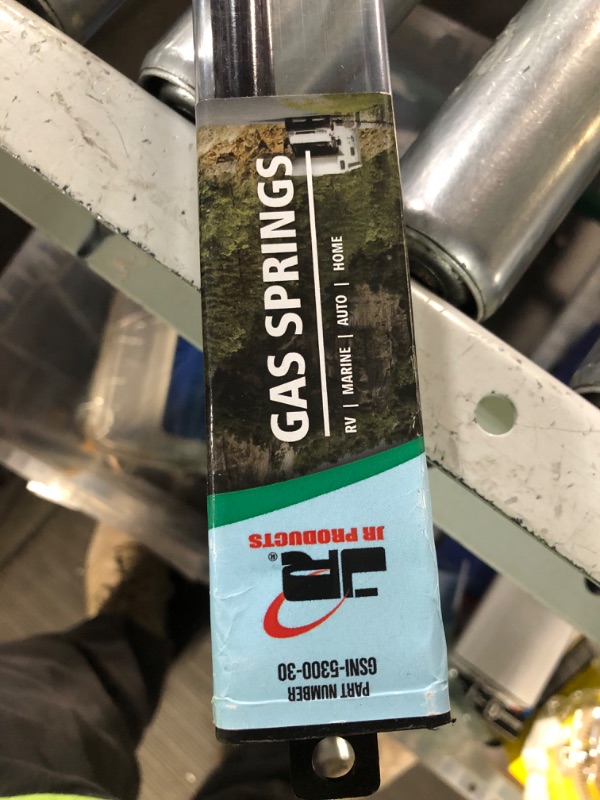 GAS SPRINGS
RV | MARINE | AUTO | HOME
PART NUMBER
GSNI-5300-30
JR®
JR PRODUCTS